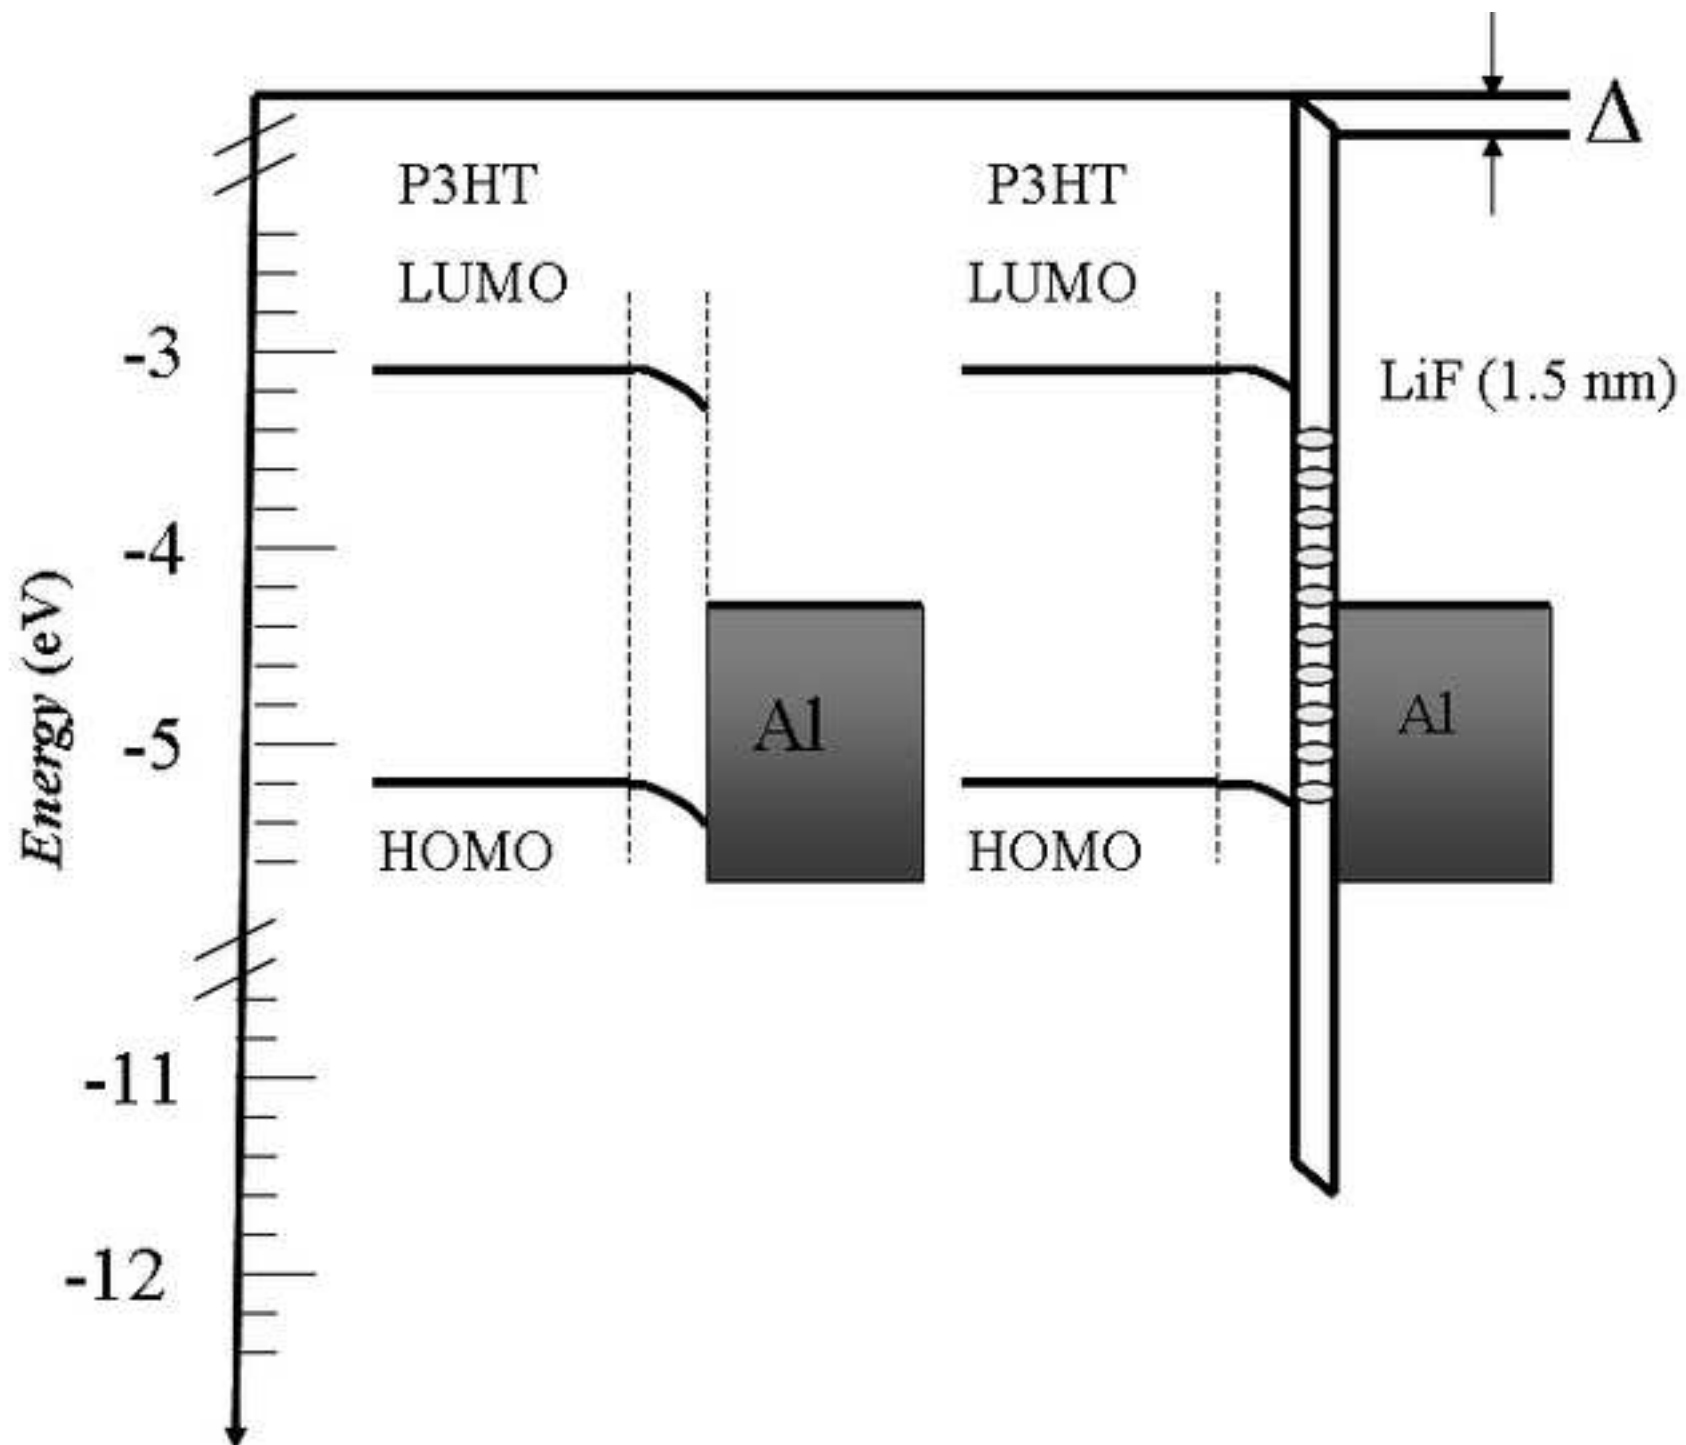 Δ
P3HT
P3HT
LUMO
LUMO
-3
LiF (1.5 nm)
-4
Energy (eV)
Al
Al
-5
HOMO
HOMO
-11
-12